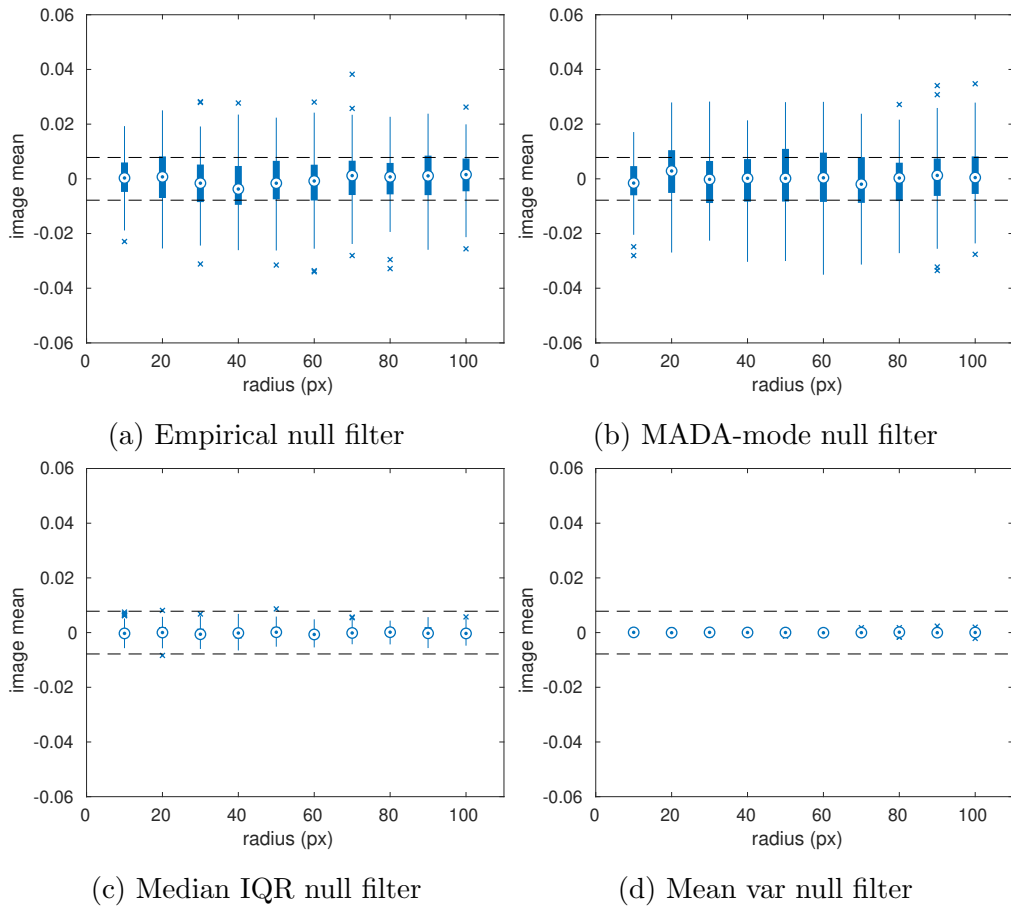 0.06
0.04
0.02
0
-0.02
-0.04
-0.06
image mean
0 20 40 60 80 100
radius (px)
(a) Empirical null filter
0.06
0.04
0.02
0
-0.02
-0.04
-0.06
image mean
0 20 40 60 80 100
radius (px)
(b) MADA-mode null filter
0.06
0.04
0.02
0
-0.02
-0.04
-0.06
image mean
0 20 40 60 80 100
radius (px)
(c) Median IQR null filter
0.06
0.04
0.02
0
-0.02
-0.04
-0.06
image mean
0 20 40 60 80 100
radius (px)
(d) Mean var null filter